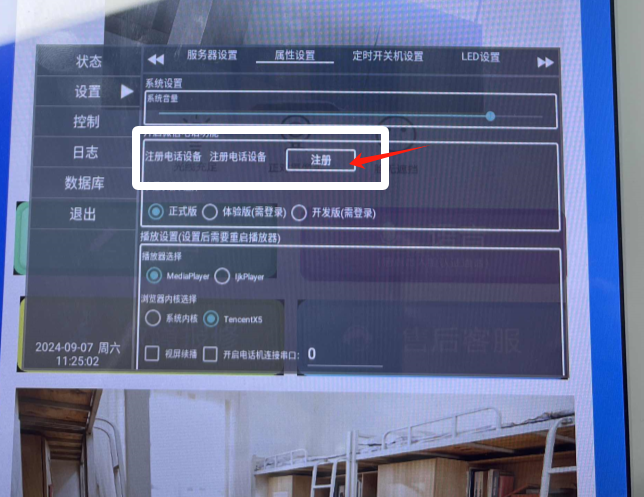 状态
设置
控制
日志
数据库
退出
2024-09-07 周六
11:25:02
服务器设置 属性设置 定时开关机设置 LED设置
系统设置
系统音量
注册电话设备 注册电话设备 注册
正式版 体验版(需登录) 开发版(需登录)
播放设置(设置后需要重启播放器)
播放器选择
MediaPlayer IjkPlayer
浏览器内核选择
系统内核 TencentX5
视屏续播 开启电话机连接串口: 0
售后客服